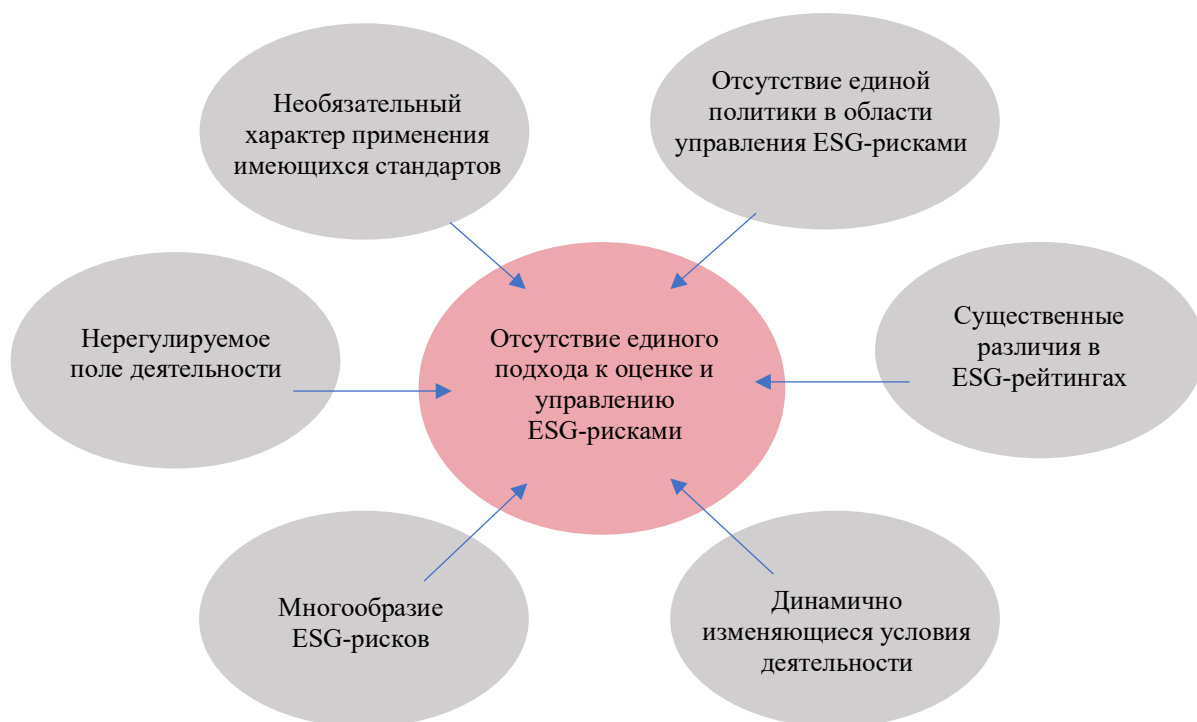 Необязательный
характер применения
имеющихся стандартов
Отсутствие единой
политики в области
управления ESG-рисками
Нерегулируемое
поле деятельности
Отсутствие единого
подхода к оценке и
управлению
ESG-рисками
Существенные
различия в
ESG-рейтингах
Многообразие
ESG-рисков
Динамично
изменяющиеся условия
деятельности